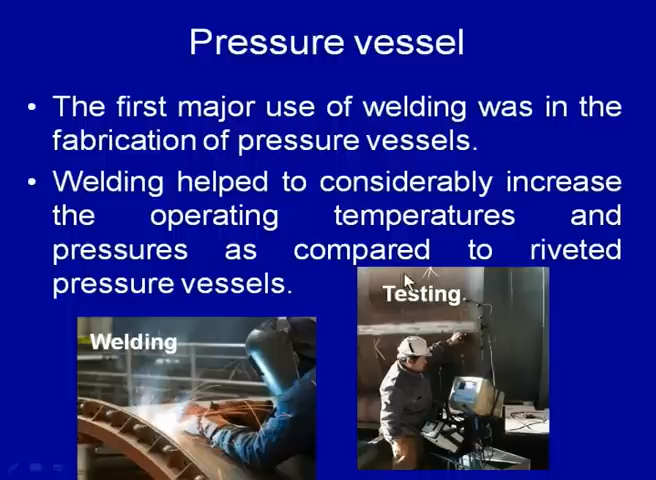 Pressure vessel
• The first major use of welding was in the
fabrication of pressure vessels.
• Welding helped to considerably increase
the operating temperatures and
pressures as compared to riveted
pressure vessels.
Testing
Welding